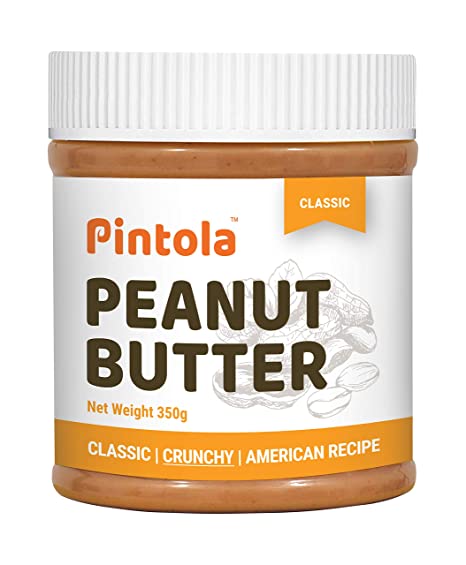 CLASSIC
Pintola™
PEANUT
BUTTER
Net Weight 350g
CLASSIC | CRUNCHY | AMERICAN RECIPE